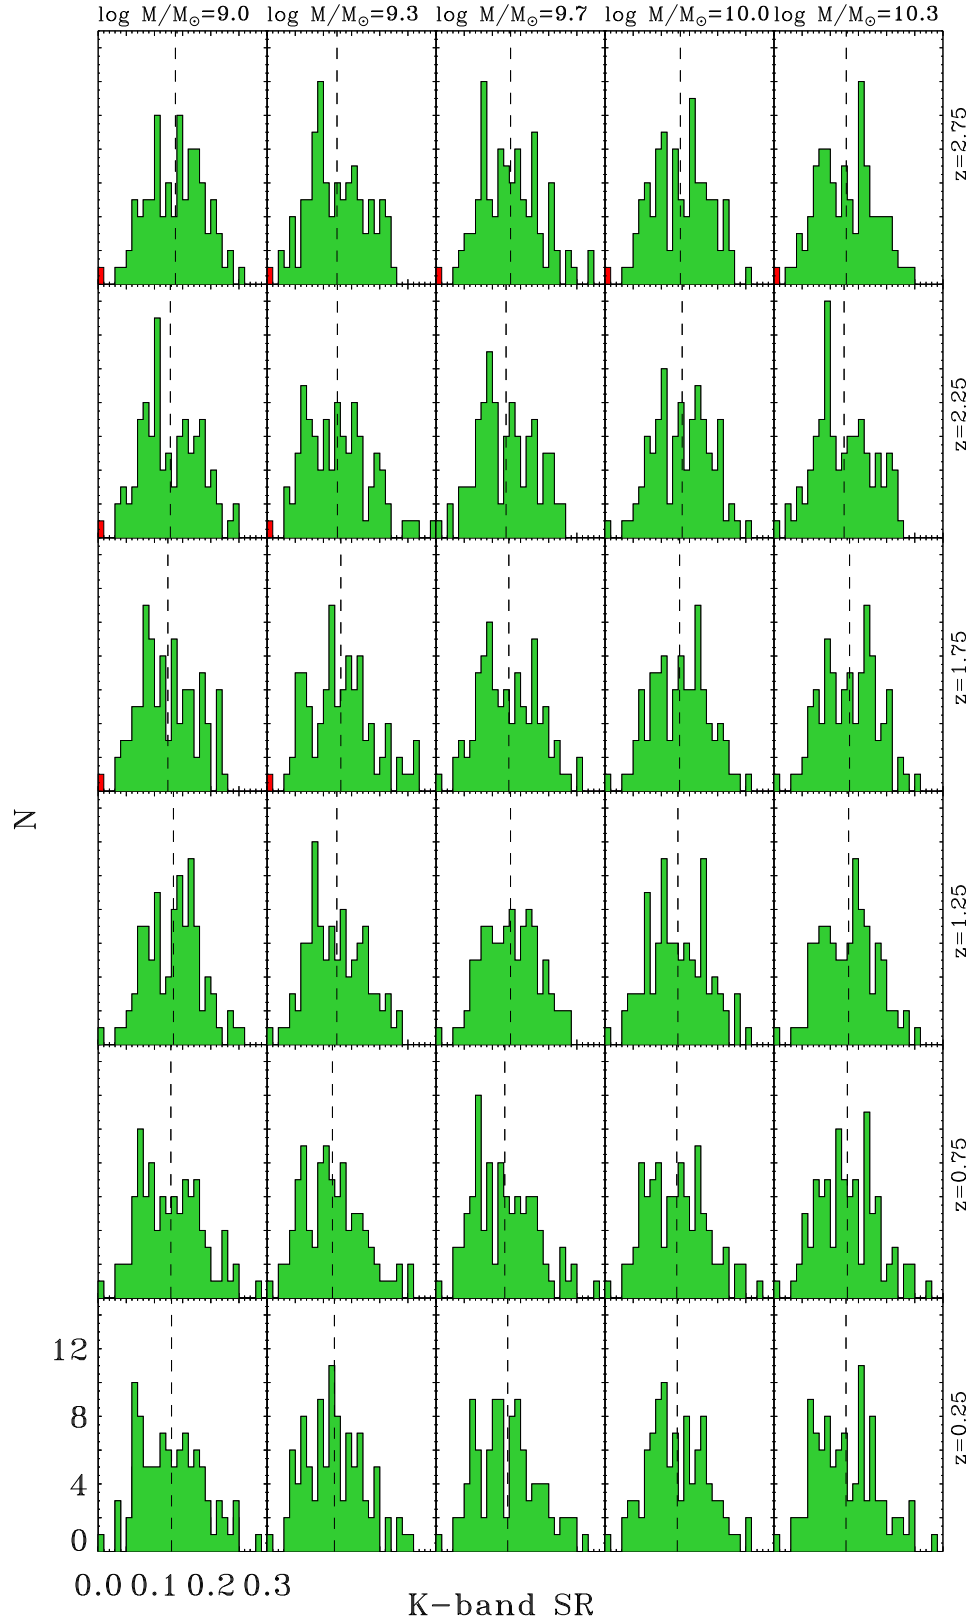 log M/M☉=9.0 log M/M☉=9.3 log M/M☉=9.7 log M/M☉=10.0 log M/M☉=10.3
z=2.75
z=2.25
z=1.75
N
z=1.25
z=0.75
12
8
z=0.25
4
0
0.0 0.1 0.2 0.3
K-band SR